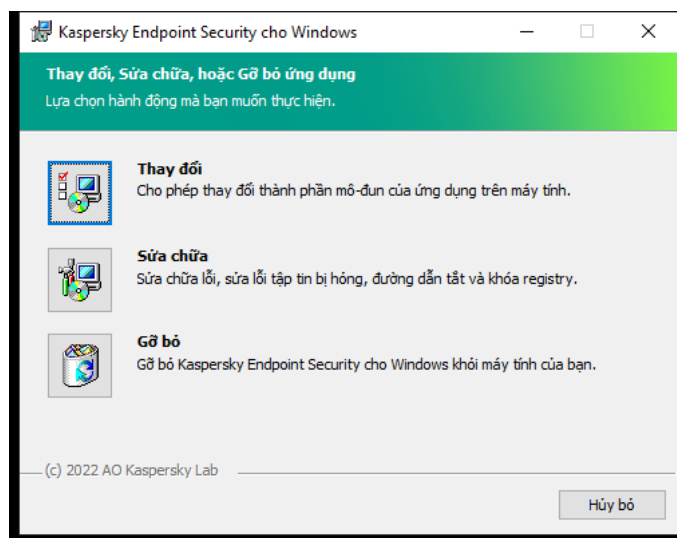 Kaspersky Endpoint Security cho Windows
Thay đổi, Sửa chữa, hoặc Gỡ bỏ ứng dụng
Lựa chọn hành động mà bạn muốn thực hiện.
Thay đổi
Cho phép thay đổi thành phần mô-đun của ứng dụng trên máy tính.
Sửa chữa
Sửa chữa lỗi, sửa lỗi tập tin bị hỏng, đường dẫn tắt và khóa registry.
Gỡ bỏ
Gỡ bỏ Kaspersky Endpoint Security cho Windows khỏi máy tính của bạn.
(c) 2022 AO Kaspersky Lab
Hủy bỏ